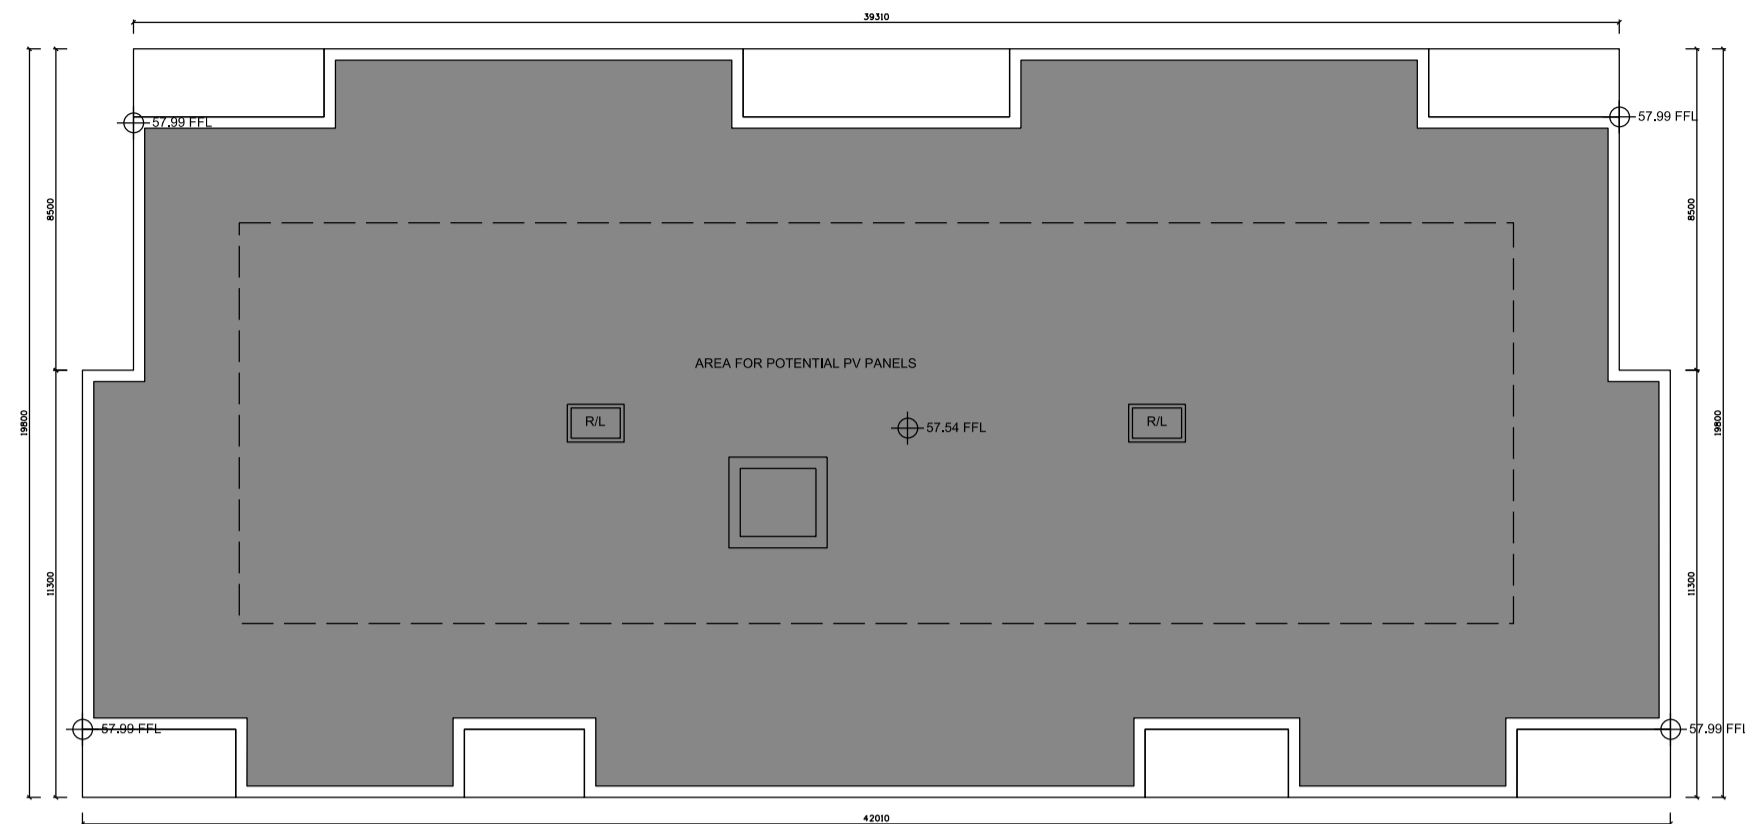 39310
57.99 FFL
57.99 FFL
8500
8500
AREA FOR POTENTIAL PV PANELS
R/L
R/L
57.54 FFL
19800
19800
11300
11300
57.99 FFL
57.99 FFL
42010